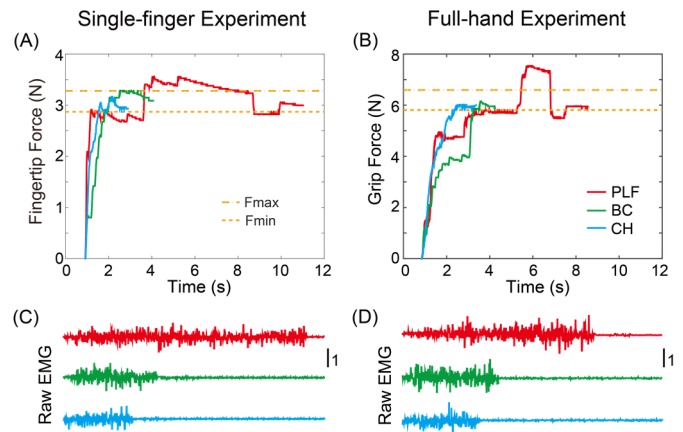 Single-finger Experiment
Full-hand Experiment
(A)
(B)
Fingertip Force (N)
4
3
2
1
0
Fmax
Fmin
0 2 4 6 8 10 12
Time (s)
Grip Force (N)
8
6
4
2
0
PLF
BC
CH
0 2 4 6 8 10 12
Time (s)
(C)
(D)
Raw EMG
1
Raw EMG
1